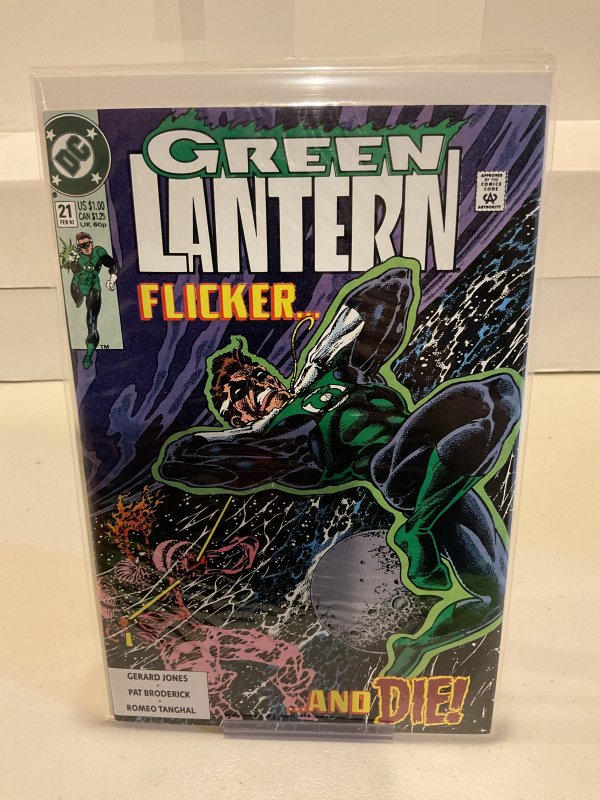 DC
GREEN
LANTERN
21
FEB 92
US $1.00
CAN $1.25
UK 60p
APPROVED
BY THE
COMICS
CODE
CA
AUTHORITY
FLICKER...
TM
GERARD JONES
•
PAT BRODERICK
•
ROMEO TANGHAL
...AND DIE!